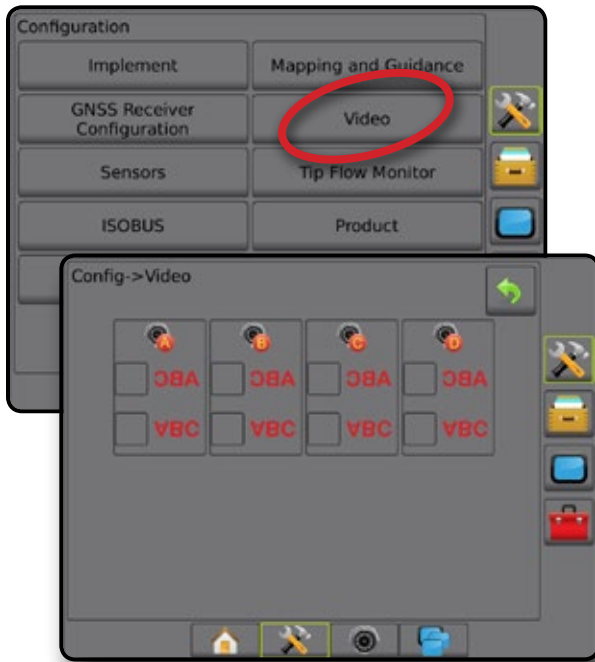 Configuration
Implement Mapping and Guidance
GNSS Receiver Configuration Video
Sensors Tip Flow Monitor
ISOBUS Product
Config->Video
A B C D
ABC ABC ABC ABC
ABC ABC ABC ABC